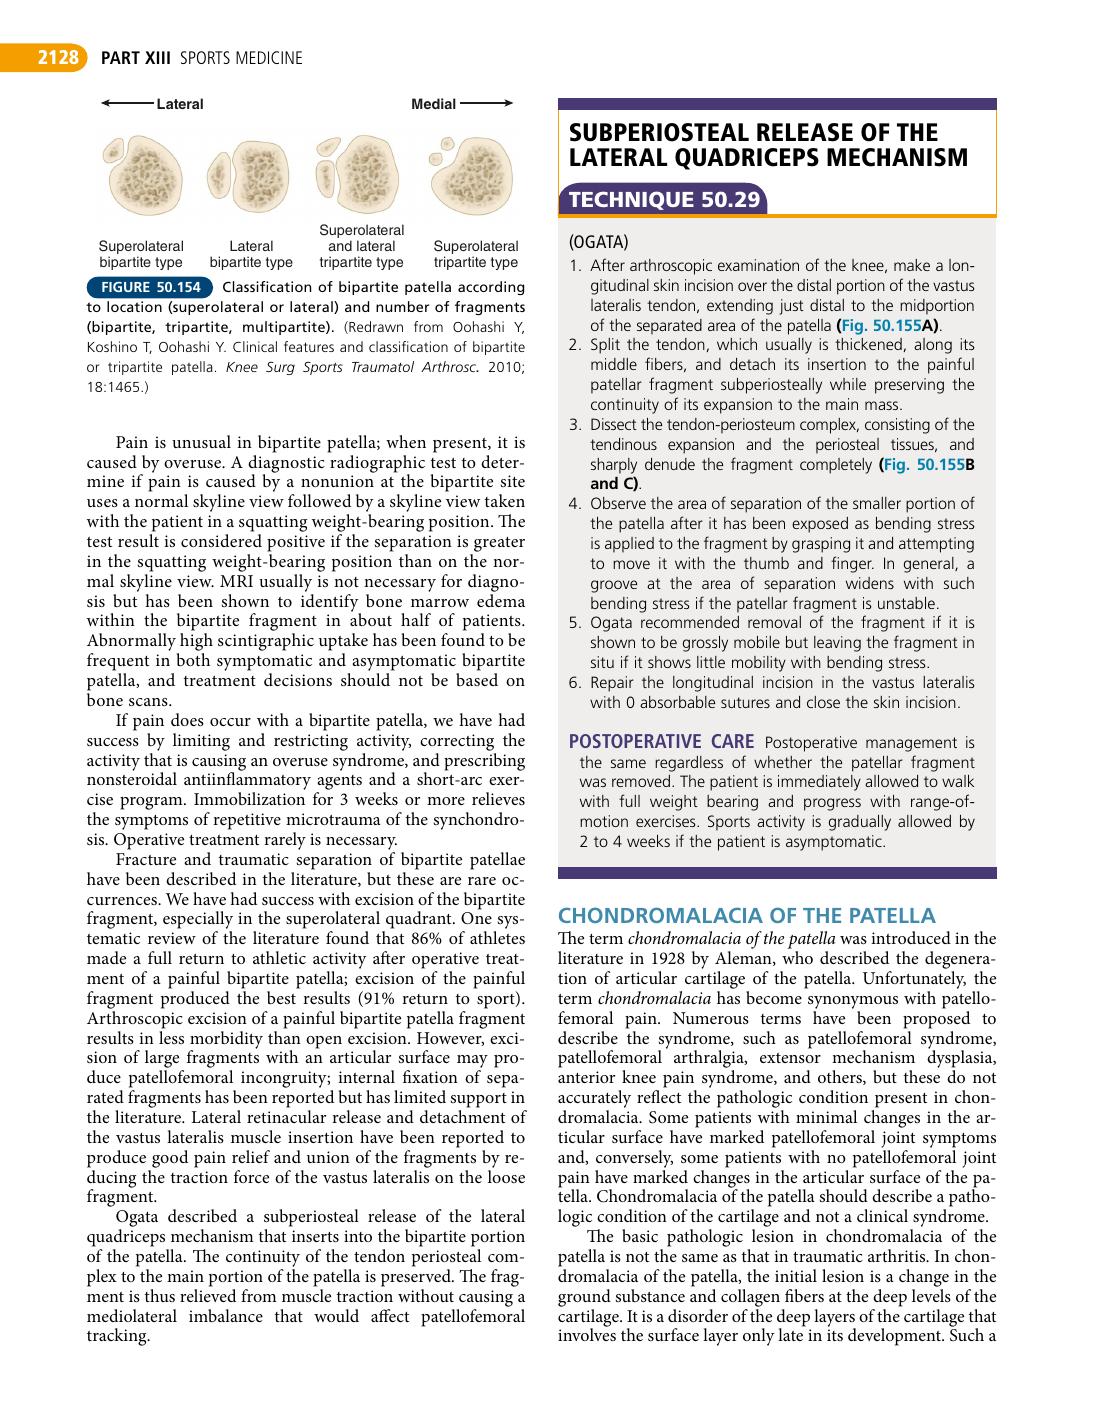 2128 PART XIII SPORTS MEDICINE
Lateral
Medial
Superolateral
bipartite type
Lateral
bipartite type
Superolateral
and lateral
tripartite type
Superolateral
tripartite type
FIGURE 50.154 Classification of bipartite patella according
to location (superolateral or lateral) and number of fragments
(bipartite, tripartite, multipartite). (Redrawn from Oohashi Y,
Koshino T, Oohashi Y. Clinical features and classification of bipartite
or tripartite patella. Knee Surg Sports Traumatol Arthrosc. 2010;
18:1465.)
Pain is unusual in bipartite patella; when present, it is
caused by overuse. A diagnostic radiographic test to deter-
mine if pain is caused by a nonunion at the bipartite site
uses a normal skyline view followed by a skyline view taken
with the patient in a squatting weight-bearing position. The
test result is considered positive if the separation is greater
in the squatting weight-bearing position than on the nor-
mal skyline view. MRI usually is not necessary for diagno-
sis but has been shown to identify bone marrow edema
within the bipartite fragment in about half of patients.
Abnormally high scintigraphic uptake has been found to be
frequent in both symptomatic and asymptomatic bipartite
patella, and treatment decisions should not be based on
bone scans.
If pain does occur with a bipartite patella, we have had
success by limiting and restricting activity, correcting the
activity that is causing an overuse syndrome, and prescribing
nonsteroidal antiinflammatory agents and a short-arc exer-
cise program. Immobilization for 3 weeks or more relieves
the symptoms of repetitive microtrauma of the synchondro-
sis. Operative treatment rarely is necessary.
Fracture and traumatic separation of bipartite patellae
have been described in the literature, but these are rare oc-
currences. We have had success with excision of the bipartite
fragment, especially in the superolateral quadrant. One sys-
tematic review of the literature found that 86% of athletes
made a full return to athletic activity after operative treat-
ment of a painful bipartite patella; excision of the painful
fragment produced the best results (91% return to sport).
Arthroscopic excision of a painful bipartite patella fragment
results in less morbidity than open excision. However, exci-
sion of large fragments with an articular surface may pro-
duce patellofemoral incongruity; internal fixation of sepa-
rated fragments has been reported but has limited support in
the literature. Lateral retinacular release and detachment of
the vastus lateralis muscle insertion have been reported to
produce good pain relief and union of the fragments by re-
ducing the traction force of the vastus lateralis on the loose
fragment.
Ogata described a subperiosteal release of the lateral
quadriceps mechanism that inserts into the bipartite portion
of the patella. The continuity of the tendon periosteal com-
plex to the main portion of the patella is preserved. The frag-
ment is thus relieved from muscle traction without causing a
mediolateral imbalance that would affect patellofemoral
tracking.
SUBPERIOSTEAL RELEASE OF THE
LATERAL QUADRICEPS MECHANISM
TECHNIQUE 50.29
(OGATA)
1. After arthroscopic examination of the knee, make a lon-
gitudinal skin incision over the distal portion of the vastus
lateralis tendon, extending just distal to the midportion
of the separated area of the patella (Fig. 50.155A).
2. Split the tendon, which usually is thickened, along its
middle fibers, and detach its insertion to the painful
patellar fragment subperiosteally while preserving the
continuity of its expansion to the main mass.
3. Dissect the tendon-periosteum complex, consisting of the
tendinous expansion and the periosteal tissues, and
sharply denude the fragment completely (Fig. 50.155B
and C).
4. Observe the area of separation of the smaller portion of
the patella after it has been exposed as bending stress
is applied to the fragment by grasping it and attempting
to move it with the thumb and finger. In general, a
groove at the area of separation widens with such
bending stress if the patellar fragment is unstable.
5. Ogata recommended removal of the fragment if it is
shown to be grossly mobile but leaving the fragment in
situ if it shows little mobility with bending stress.
6. Repair the longitudinal incision in the vastus lateralis
with 0 absorbable sutures and close the skin incision.
POSTOPERATIVE CARE Postoperative management is
the same regardless of whether the patellar fragment
was removed. The patient is immediately allowed to walk
with full weight bearing and progress with range-of-
motion exercises. Sports activity is gradually allowed by
2 to 4 weeks if the patient is asymptomatic.
CHONDROMALACIA OF THE PATELLA
The term chondromalacia of the patella was introduced in the
literature in 1928 by Aleman, who described the degenera-
tion of articular cartilage of the patella. Unfortunately, the
term chondromalacia has become synonymous with patello-
femoral pain. Numerous terms have been proposed to
describe the syndrome, such as patellofemoral syndrome,
patellofemoral arthralgia, extensor mechanism dysplasia,
anterior knee pain syndrome, and others, but these do not
accurately reflect the pathologic condition present in chon-
dromalacia. Some patients with minimal changes in the ar-
ticular surface have marked patellofemoral joint symptoms
and, conversely, some patients with no patellofemoral joint
pain have marked changes in the articular surface of the pa-
tella. Chondromalacia of the patella should describe a patho-
logic condition of the cartilage and not a clinical syndrome.
The basic pathologic lesion in chondromalacia of the
patella is not the same as that in traumatic arthritis. In chon-
dromalacia of the patella, the initial lesion is a change in the
ground substance and collagen fibers at the deep levels of the
cartilage. It is a disorder of the deep layers of the cartilage that
involves the surface layer only late in its development. Such a